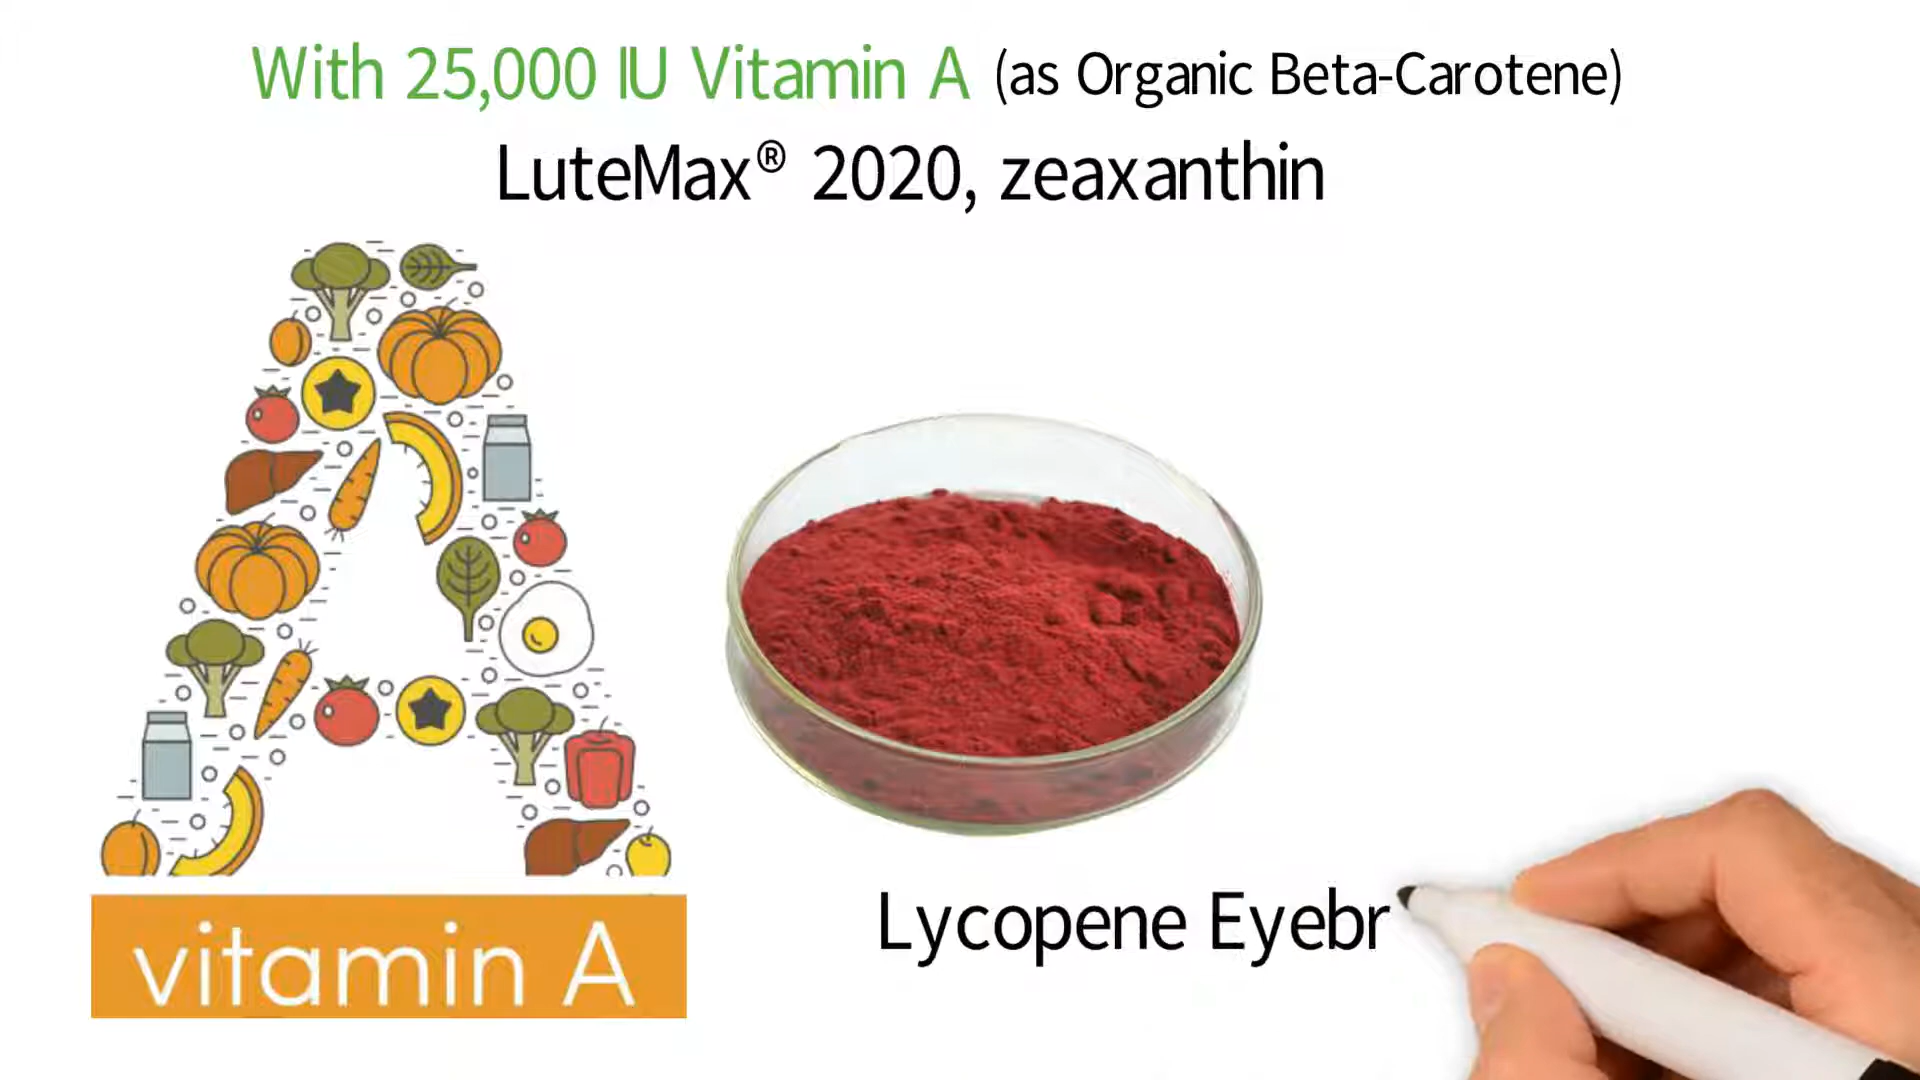 With 25,000 IU Vitamin A (as Organic Beta-Carotene)
LuteMax® 2020, zeaxanthin
vitamin A
Lycopene Eyebr